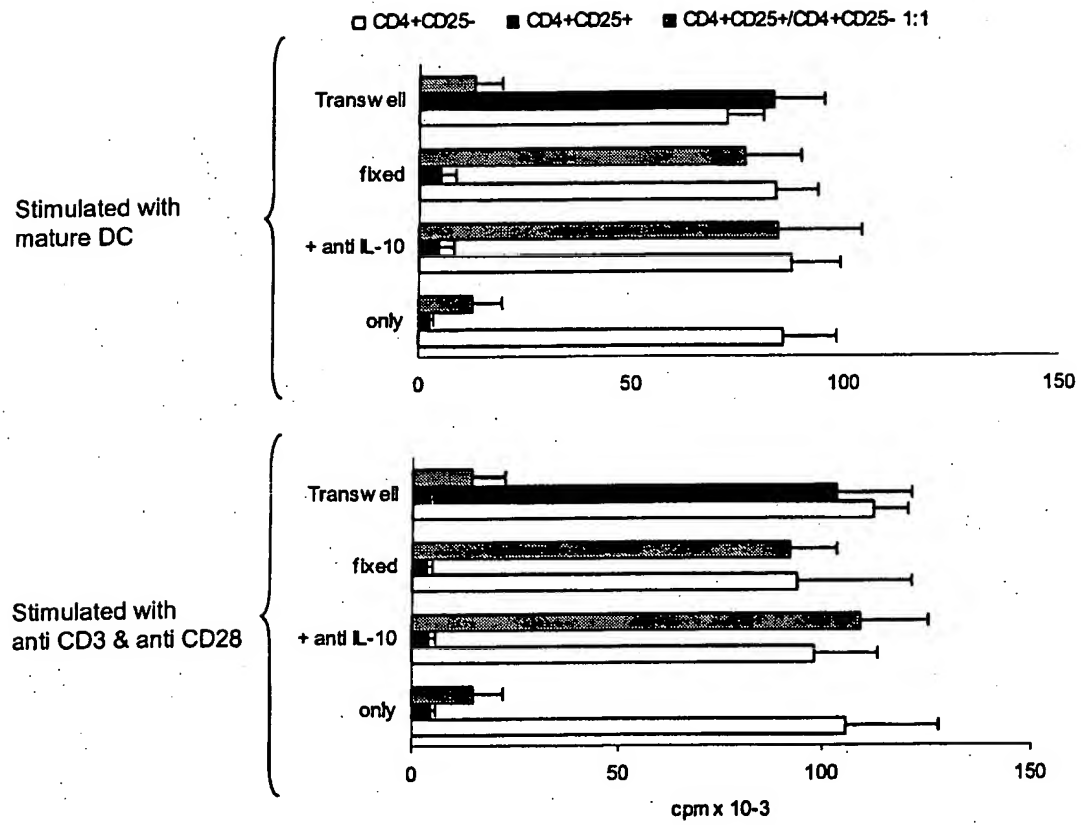 CD4+CD25- CD4+CD25+ CD4+CD25+/CD4+CD25- 1:1
Stimulated with
mature DC
Transwell
fixed
+ anti IL-10
only
0 50 100 150
Stimulated with
anti CD3 & anti CD28
Transwell
fixed
+ anti IL-10
only
0 50 100 150
cpm x 10-3